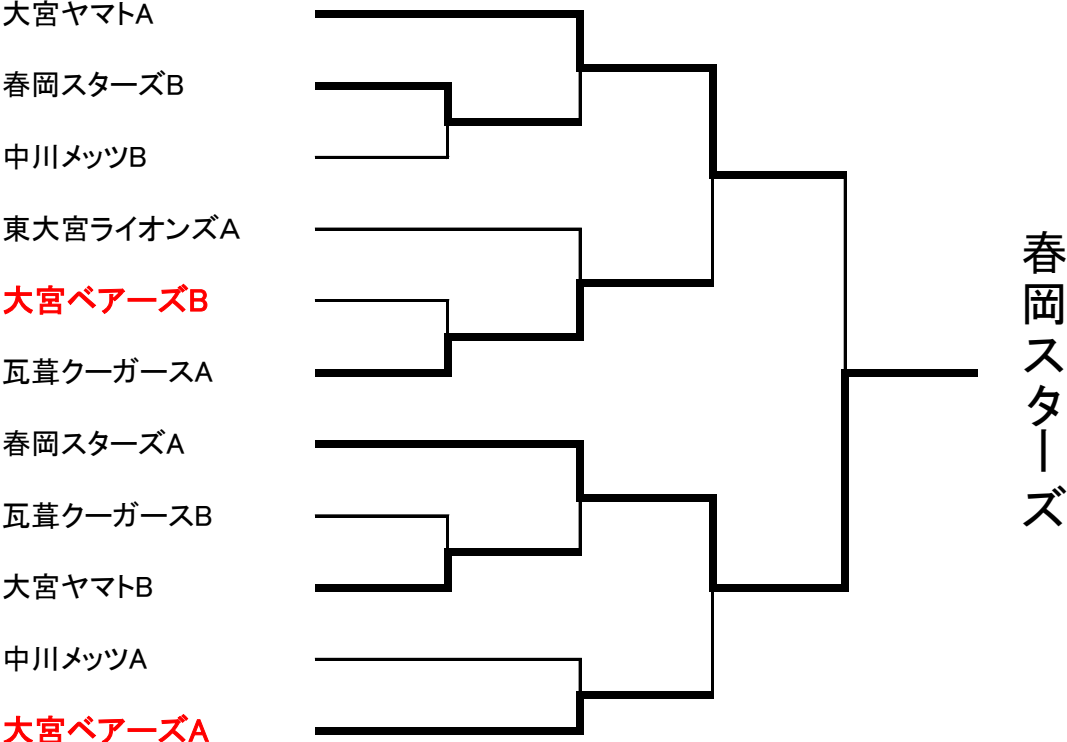 大宮ヤマトA
春岡スターズB
中川メッツB
東大宮ライオンズA
大宮ベアーズB
瓦葺クーガースA
春岡スターズA
瓦葺クーガースB
大宮ヤマトB
中川メッツA
大宮ベアーズA
春岡スターズ